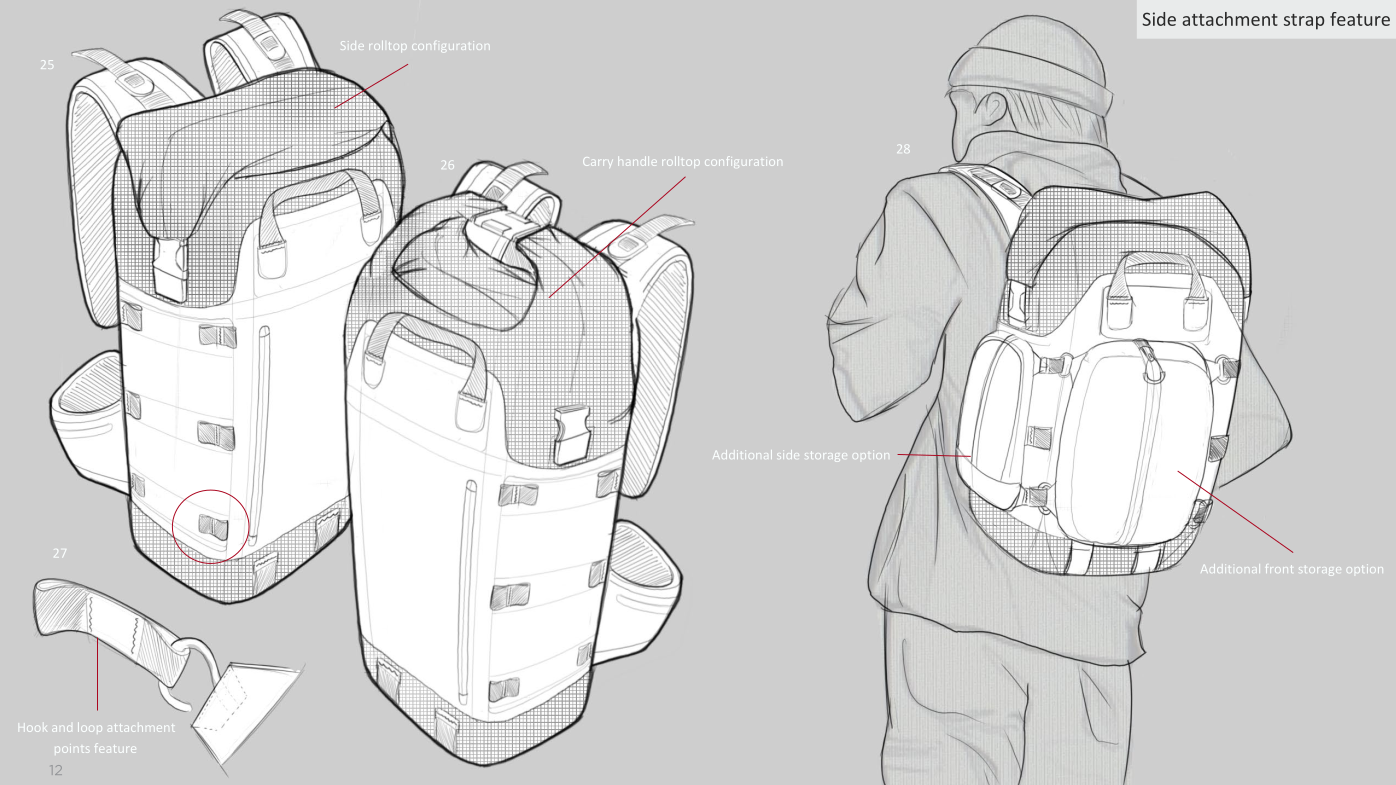 Side attachment strap feature
Side rolltop configuration
25
26
Carry handle rolltop configuration
28
Additional side storage option
27
Additional front storage option
Hook and loop attachment
points feature
12